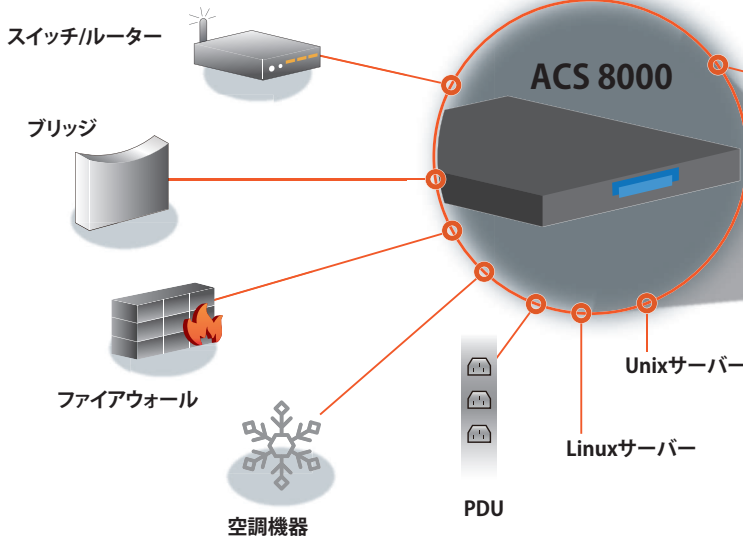 スイッチ/ルーター
ACS 8000
ブリッジ
ファイアウォール
Unixサーバー
Linuxサーバー
PDU
空調機器